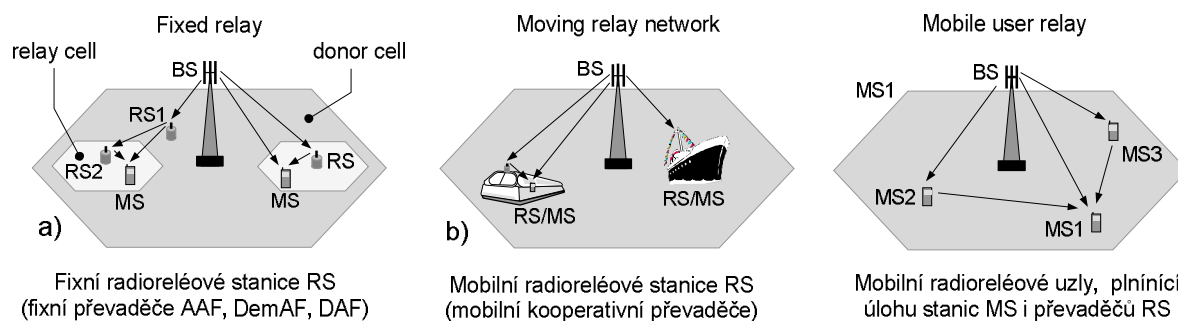 Fixed relay
relay cell
donor cell
BS
RS1
RS2
MS
RS
MS
a)
Fixní radioreléové stanice RS
(fixní převaděče AAF, DemAF, DAF)
Moving relay network
BS
RS/MS
RS/MS
b)
Mobilní radioreléové stanice RS
(mobilní kooperativní převaděče)
Mobile user relay
MS1
BS
MS3
MS2
MS1
Mobilní radioreléové uzly, plnínící
úlohu stanic MS i převaděčů RS